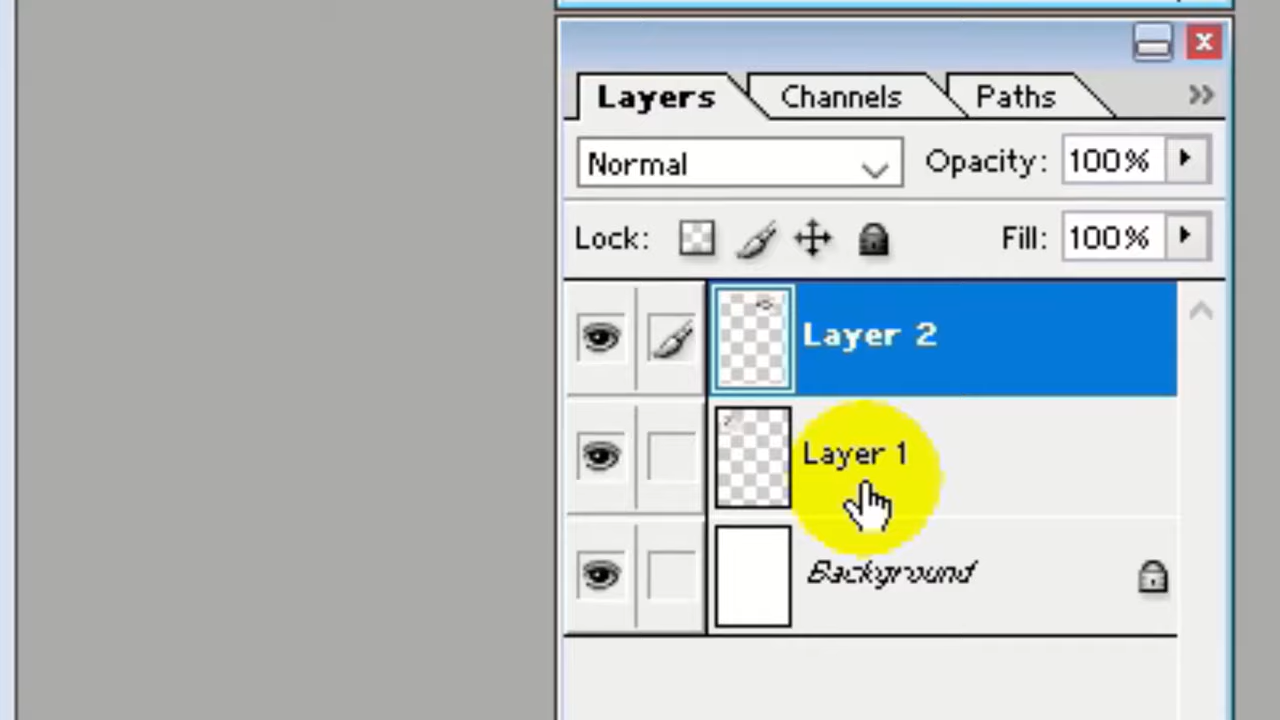 Layers Channels Paths
Normal Opacity: 100%
Lock: Fill: 100%
Layer 2
Layer 1
Background